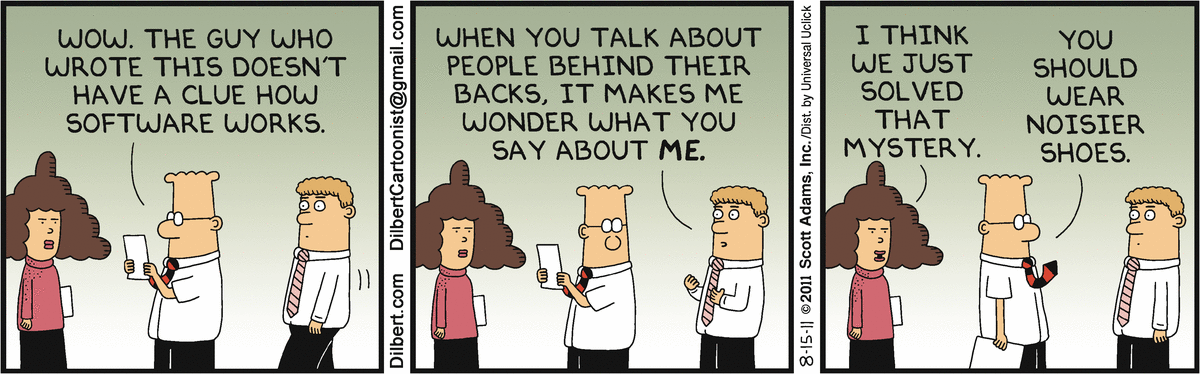 WOW. THE GUY WHO
WROTE THIS DOESN'T
HAVE A CLUE HOW
SOFTWARE WORKS.
Dilbert.com DilbertCartoonist@gmail.com
WHEN YOU TALK ABOUT
PEOPLE BEHIND THEIR
BACKS, IT MAKES ME
WONDER WHAT YOU
SAY ABOUT ME.
8-15-11 ©2011 Scott Adams, Inc./Dist. by Universal Uclick
I THINK
WE JUST
SOLVED
THAT
MYSTERY.
YOU
SHOULD
WEAR
NOISIER
SHOES.